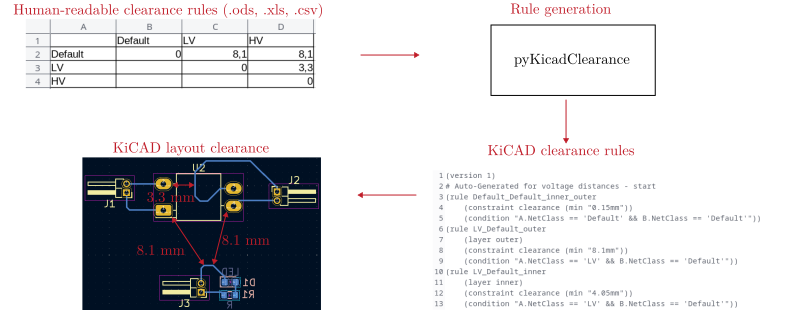 Human-readable clearance rules (.ods, .xls, .csv)
A B C D
1 Default LV HV
2 Default 0 8,1 8,1
3 LV 0 3,3
4 HV 0
Rule generation
pyKicadClearance
KiCAD clearance rules
1 (version 1)
2 # Auto-Generated for voltage distances - start
3 (rule Default_Default_inner_outer
4 (constraint clearance (min "0.15mm"))
5 (condition "A.NetClass == 'Default' && B.NetClass == 'Default'"))
6 (rule LV_Default_outer
7 (layer outer)
8 (constraint clearance (min "8.1mm"))
9 (condition "A.NetClass == 'LV' && B.NetClass == 'Default'"))
10 (rule LV_Default_inner
11 (layer inner)
12 (constraint clearance (min "4.05mm"))
13 (condition "A.NetClass == 'LV' && B.NetClass == 'Default'"))
KiCAD layout clearance
U2
J2
J1
3.3 mm
8.1 mm
8.1 mm
LED
D1
R1
R
J3